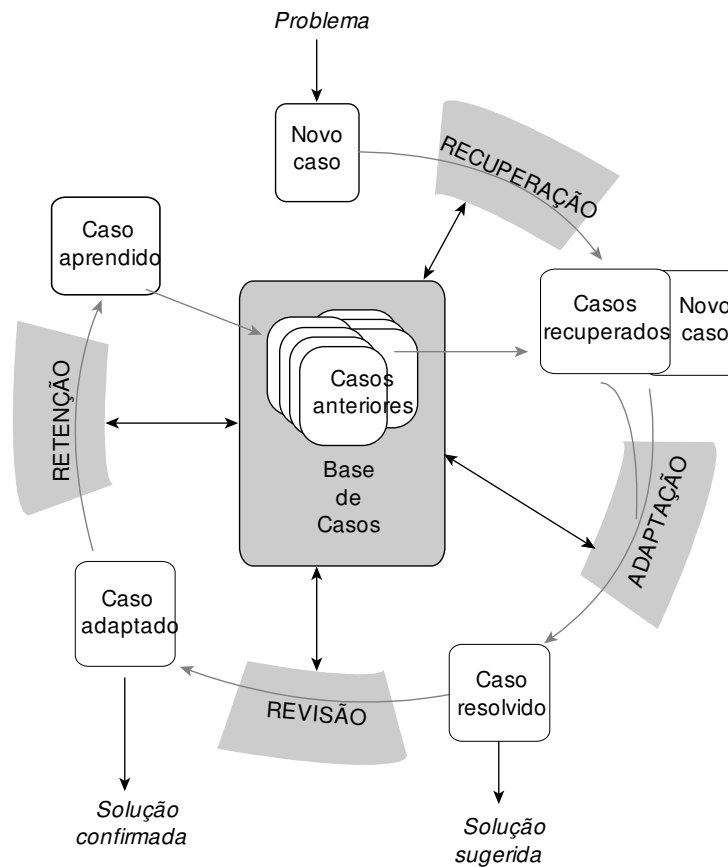 Problema
Novo
caso
RECUPERAÇÃO
Caso
aprendido
Casos
recuperados
Novo
caso
Casos
anteriores
RETENÇÃO
Base
de
Casos
ADAPTAÇÃO
Caso
adaptado
Caso
resolvido
REVISÃO
Solução
confirmada
Solução
sugerida